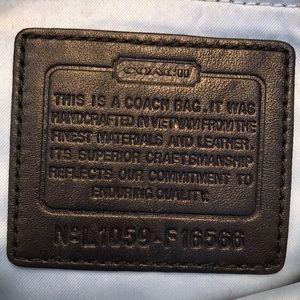 COACH
THIS IS A COACH BAG. IT WAS
HANDCRAFTED IN VIETNAM FROM THE
FINEST MATERIALS AND LEATHER.
ITS SUPERIOR CRAFTSMANSHIP
REFLECTS OUR COMMITMENT TO
ENDURING QUALITY.
Nº L1059-F16566